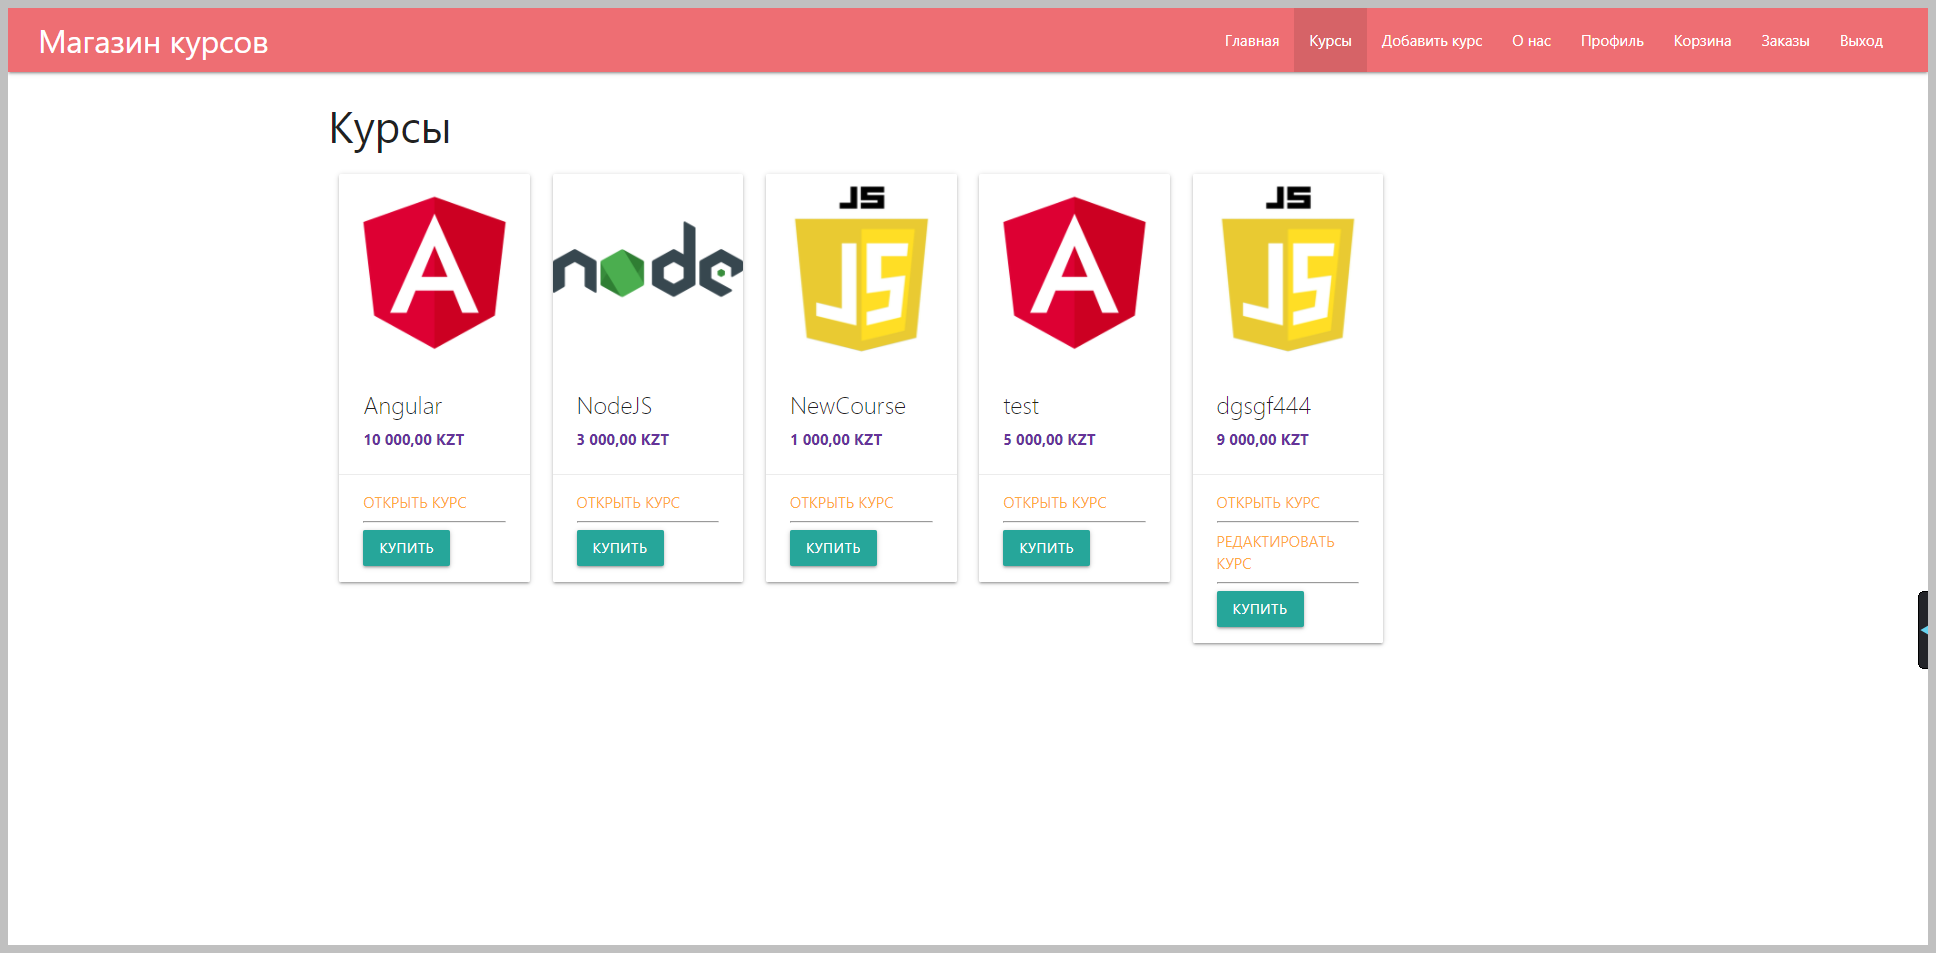 Магазин курсов
Главная Курсы Добавить курс О нас Профиль Корзина Заказы Выход
Курсы
A
Angular
10 000,00 KZT
ОТКРЫТЬ КУРС
КУПИТЬ
node
NodeJS
3 000,00 KZT
ОТКРЫТЬ КУРС
КУПИТЬ
JS
JS
NewCourse
1 000,00 KZT
ОТКРЫТЬ КУРС
КУПИТЬ
A
test
5 000,00 KZT
ОТКРЫТЬ КУРС
КУПИТЬ
JS
JS
dgsgf444
9 000,00 KZT
ОТКРЫТЬ КУРС
РЕДАКТИРОВАТЬ
КУРС
КУПИТЬ